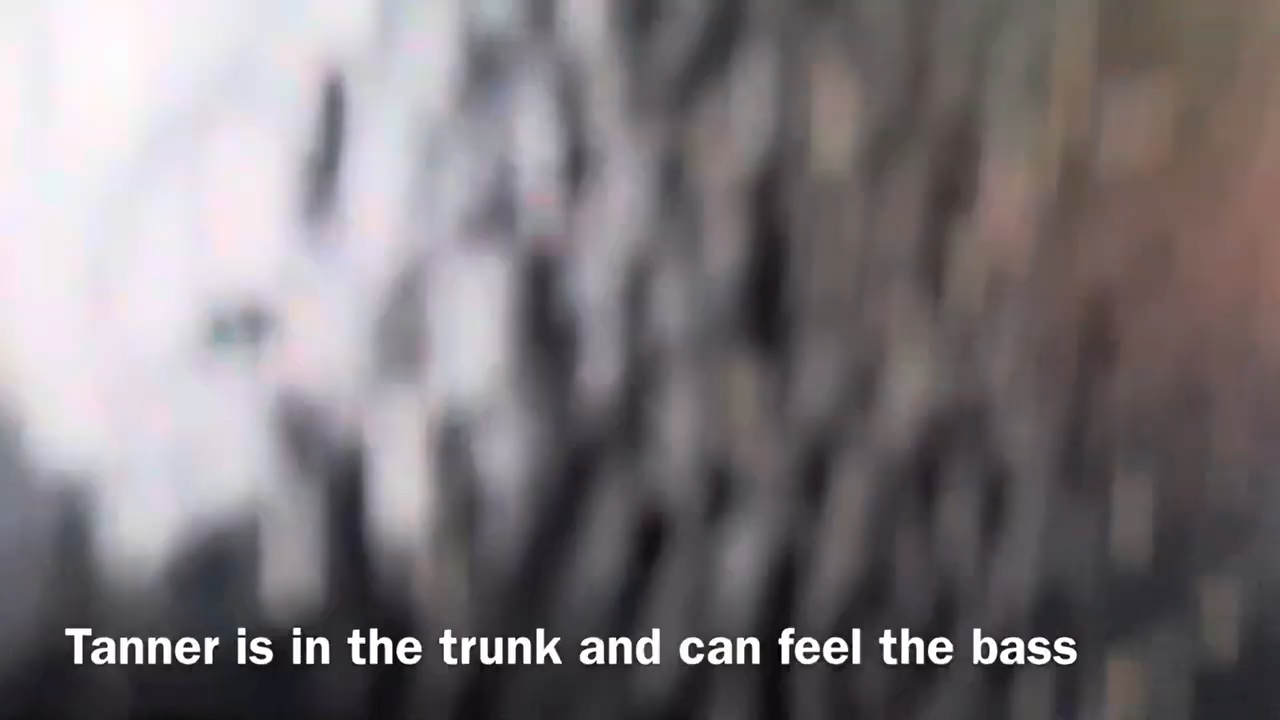 Tanner is in the trunk and can feel the bass